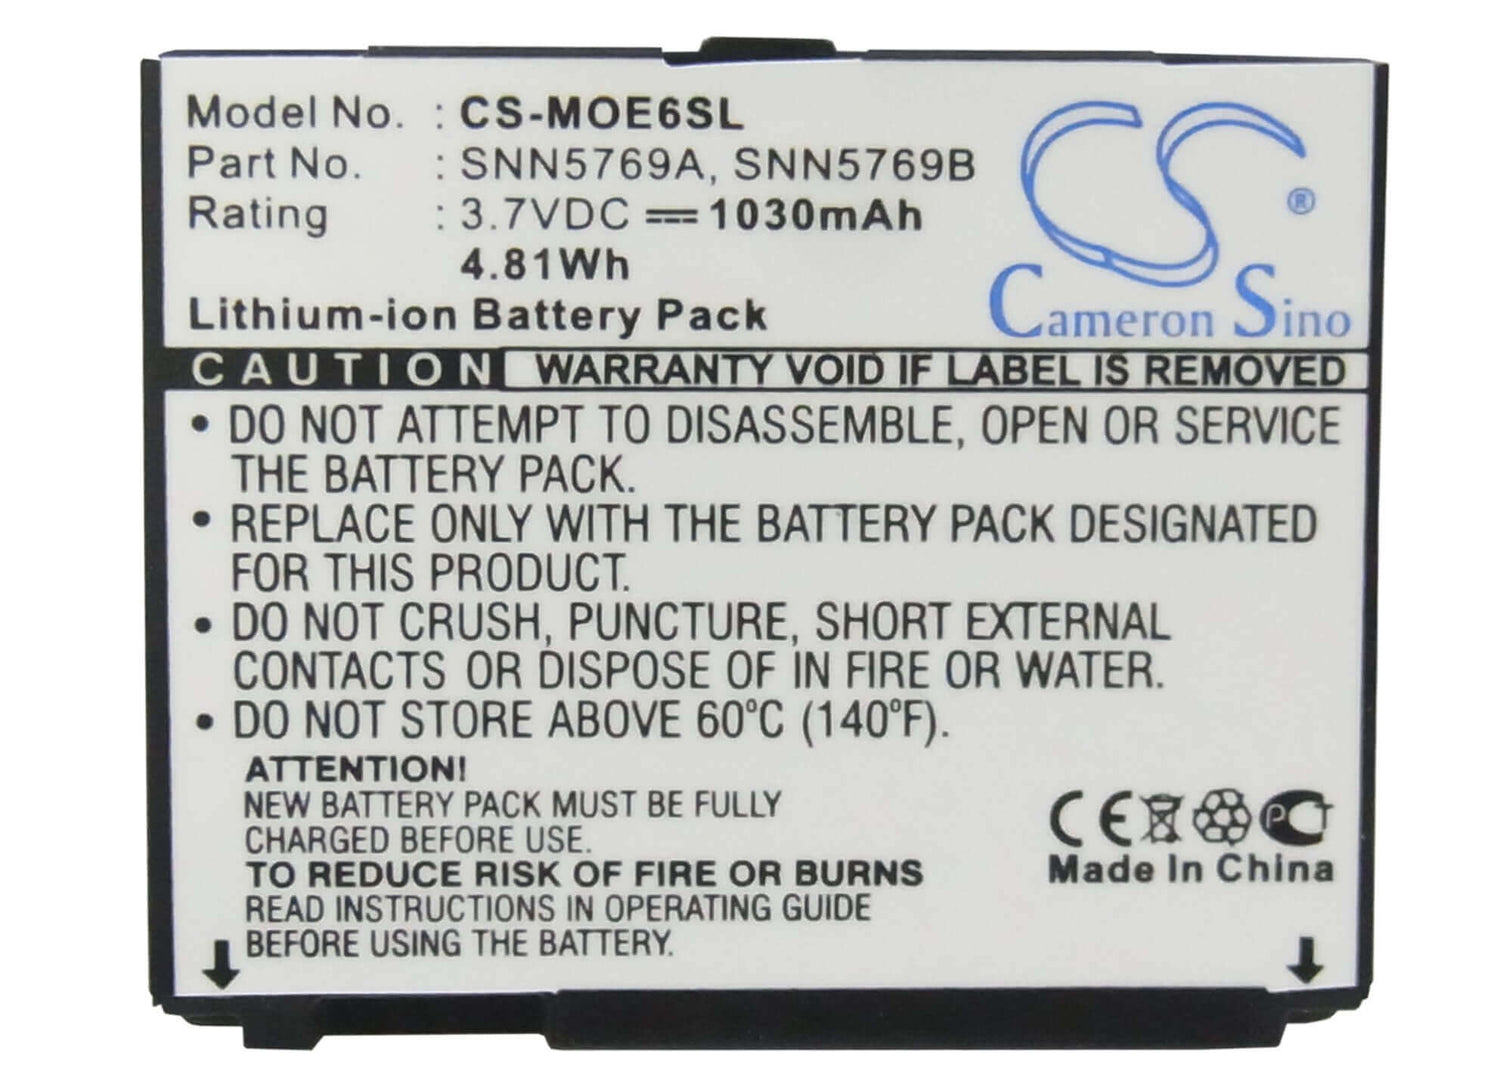 Model No. : CS-MOE6SL
Part No. : SNN5769A, SNN5769B
Rating : 3.7VDC ⎓ 1030mAh
4.81Wh
Lithium-ion Battery Pack
CS®
Cameron Sino
CAUTION WARRANTY VOID IF LABEL IS REMOVED
• DO NOT ATTEMPT TO DISASSEMBLE, OPEN OR SERVICE
THE BATTERY PACK.
• REPLACE ONLY WITH THE BATTERY PACK DESIGNATED
FOR THIS PRODUCT.
• DO NOT CRUSH, PUNCTURE, SHORT EXTERNAL
CONTACTS OR DISPOSE OF IN FIRE OR WATER.
• DO NOT STORE ABOVE 60°C (140°F).
ATTENTION!
NEW BATTERY PACK MUST BE FULLY
CHARGED BEFORE USE.
TO REDUCE RISK OF FIRE OR BURNS
READ INSTRUCTIONS IN OPERATING GUIDE
BEFORE USING THE BATTERY.
CE PCT
Made In China